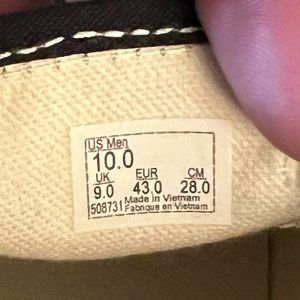 US Men
10.0
UK EUR CM
9.0 43.0 28.0
508731 Made in Vietnam
Fabrique en Vietnam